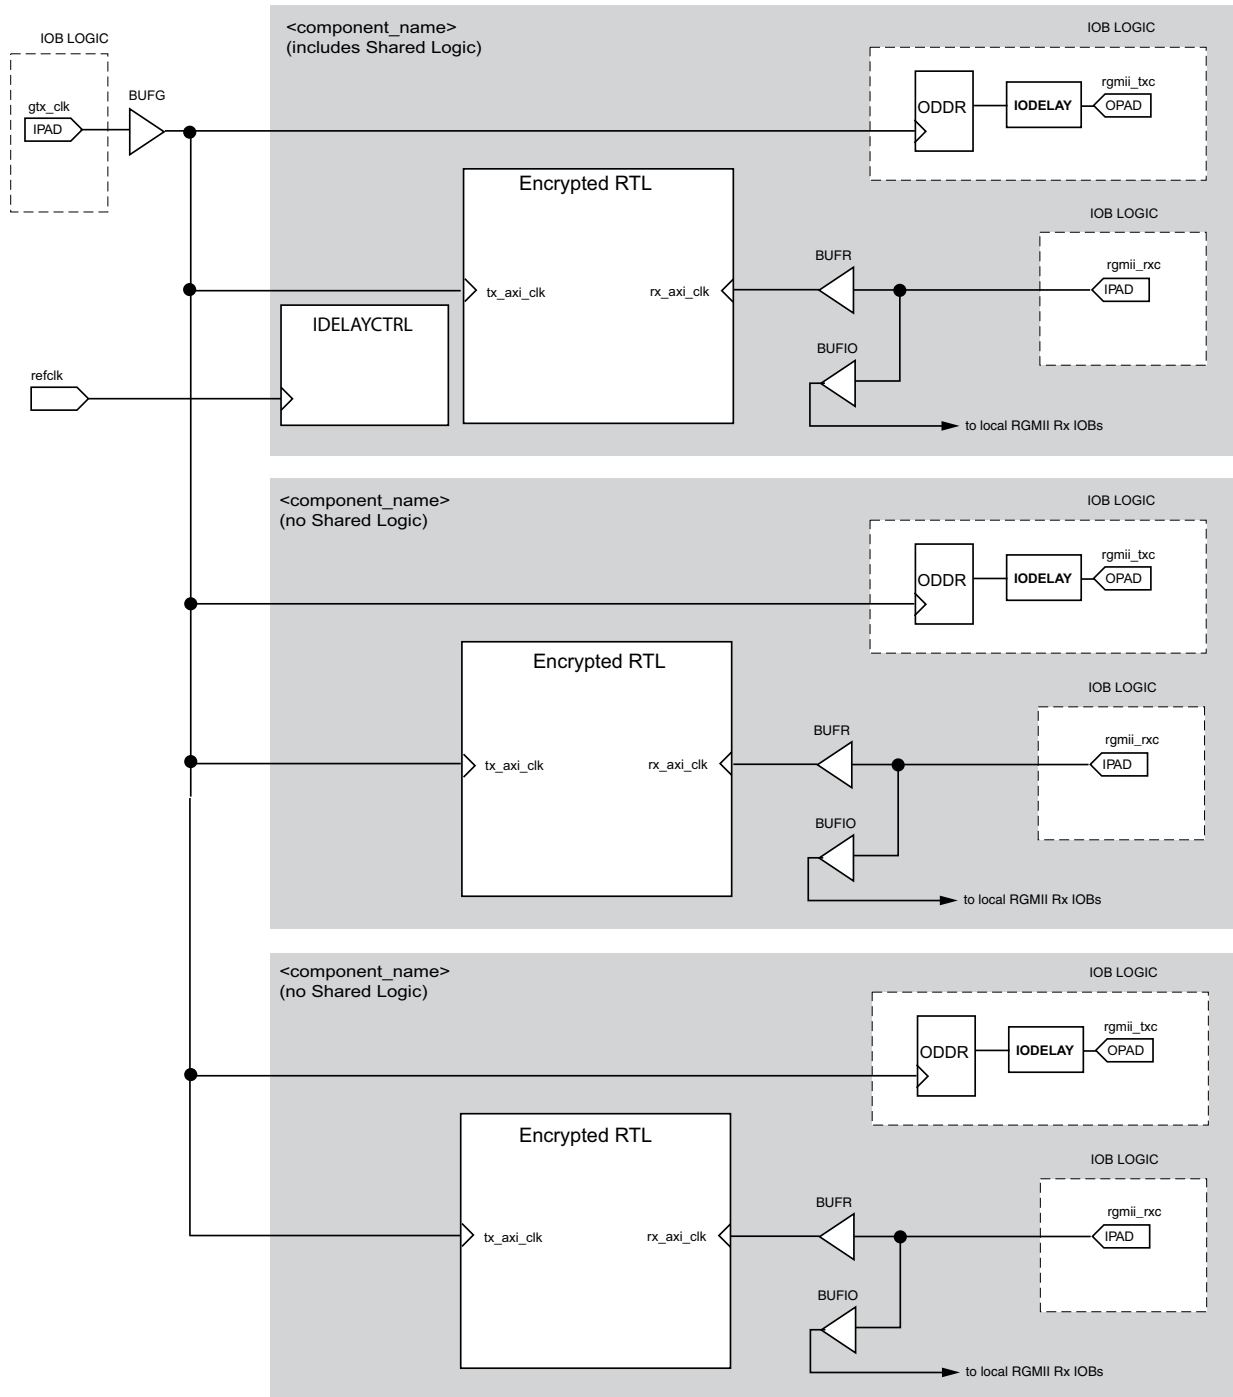 IOB LOGIC
gtx_clk
IPAD
BUFG
<component_name>
(includes Shared Logic)
IOB LOGIC
ODDR
IODELAY
rgmii_txc
OPAD
Encrypted RTL
tx_axi_clk
rx_axi_clk
BUFR
IOB LOGIC
rgmii_rxc
IPAD
BUFIO
to local RGMII Rx IOBs
IDELAYCTRL
refclk
<component_name>
(no Shared Logic)
IOB LOGIC
ODDR
IODELAY
rgmii_txc
OPAD
Encrypted RTL
tx_axi_clk
rx_axi_clk
BUFR
IOB LOGIC
rgmii_rxc
IPAD
BUFIO
to local RGMII Rx IOBs
<component_name>
(no Shared Logic)
IOB LOGIC
ODDR
IODELAY
rgmii_txc
OPAD
Encrypted RTL
tx_axi_clk
rx_axi_clk
BUFR
IOB LOGIC
rgmii_rxc
IPAD
BUFIO
to local RGMII Rx IOBs